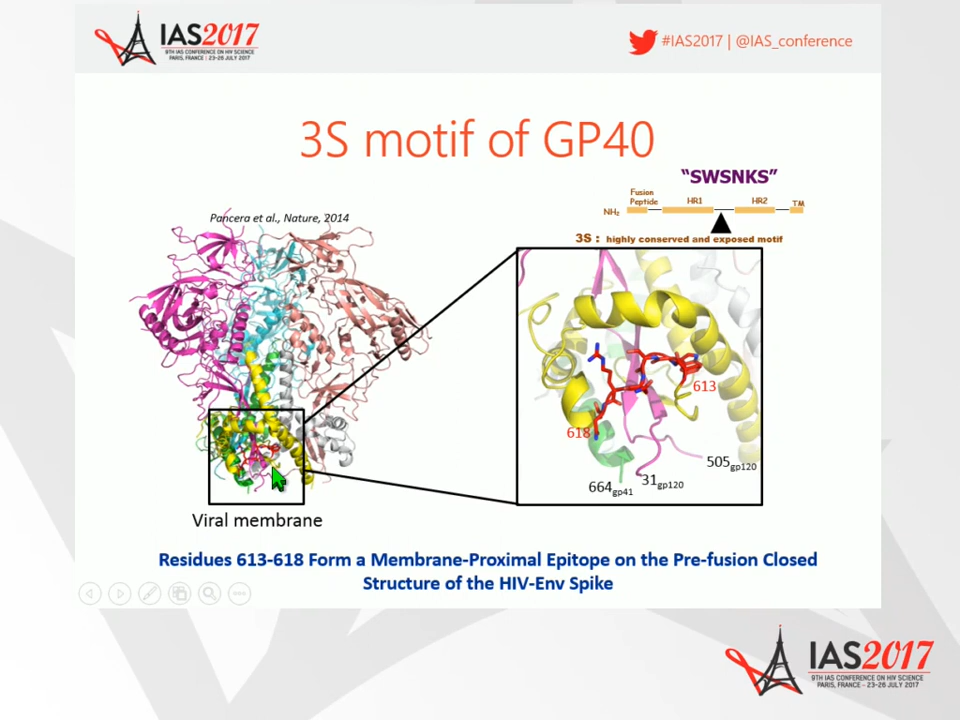 IAS2017
9TH IAS CONFERENCE ON HIV SCIENCE
PARIS, FRANCE | 23-26 JULY 2017
#IAS2017 | @IAS_conference
3S motif of GP40
"SWSNKS"
Fusion
Peptide
HR1
HR2
TM
NH2
3S : highly conserved and exposed motif
Pancera et al., Nature, 2014
613
618
505gp120
31gp120
664gp41
Viral membrane
Residues 613-618 Form a Membrane-Proximal Epitope on the Pre-fusion Closed
Structure of the HIV-Env Spike
IAS2017
9TH IAS CONFERENCE ON HIV SCIENCE
PARIS, FRANCE - 23-26 JULY 2017